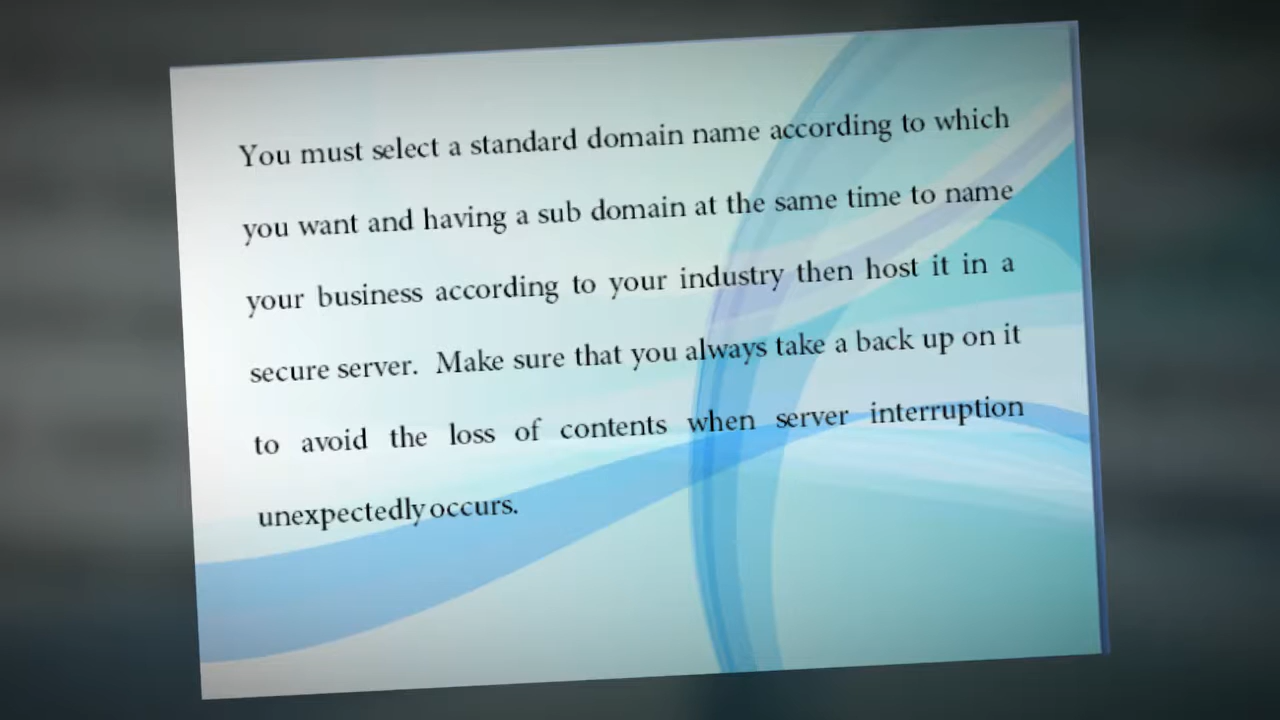 You must select a standard domain name according to which
you want and having a sub domain at the same time to name
your business according to your industry then host it in a
secure server. Make sure that you always take a back up on it
to avoid the loss of contents when server interruption
unexpectedly occurs.